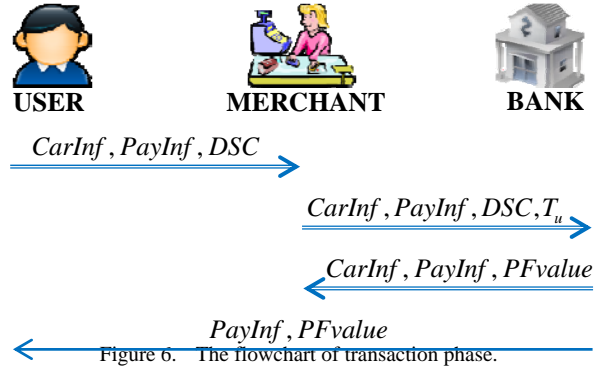 USER MERCHANT BANK
CarInf , PayInf , DSC
CarInf , PayInf , DSC,Tu
CarInf , PayInf , PFvalue
PayInf , PFvalue
Figure 6. The flowchart of transaction phase.